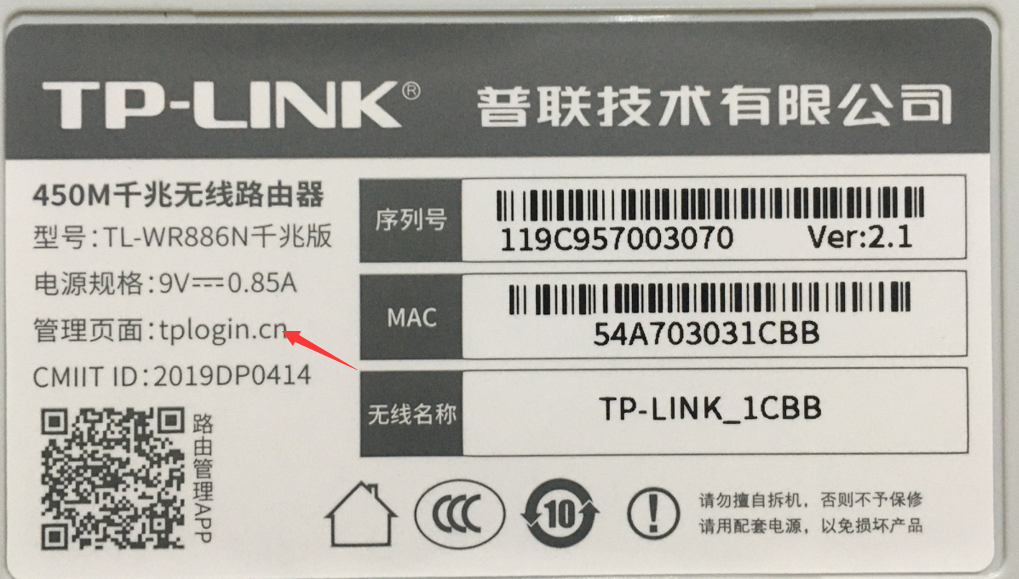 TP-LINK® 普联技术有限公司
450M千兆无线路由器
型号:TL-WR886N千兆版
电源规格:9V⎓0.85A
管理页面:tplogin.cn
CMIIT ID:2019DP0414
路由管理APP
序列号
119C957003070 Ver:2.1
MAC
54A703031CBB
无线名称
TP-LINK_1CBB
CCC
10
!
请勿擅自拆机，否则不予保修
请用配套电源，以免损坏产品